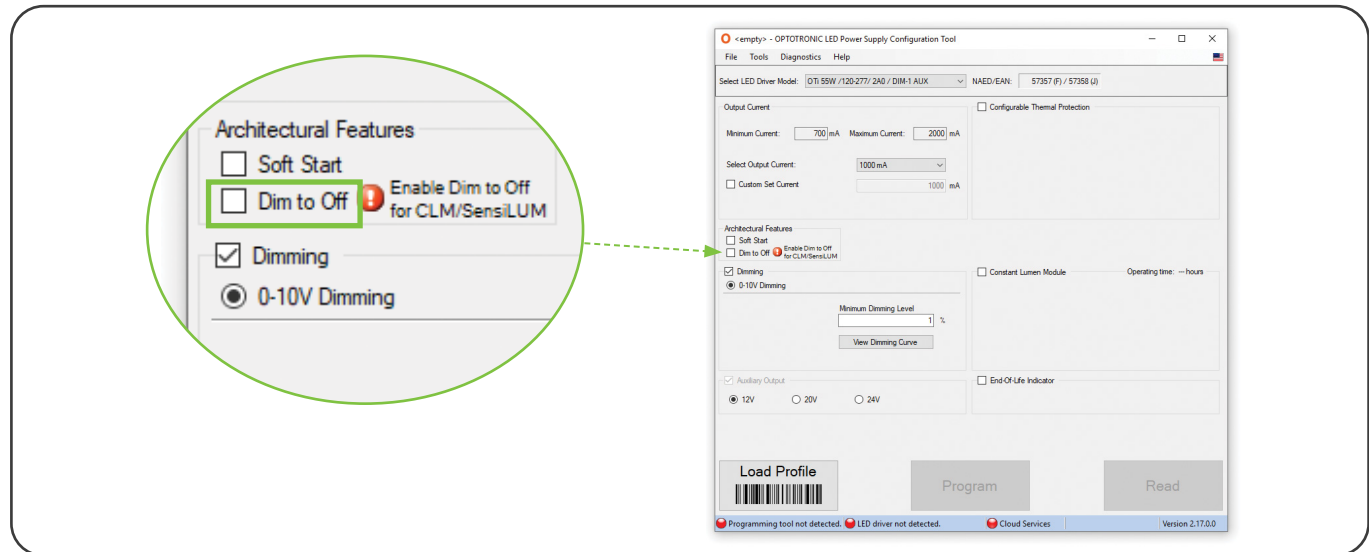 Architectural Features
Soft Start
Dim to Off
Enable Dim to Off
for CLM/SensiLUM
Dimming
0-10V Dimming
<empty> - OPTOTRONIC LED Power Supply Configuration Tool
File Tools Diagnostics Help
Select LED Driver Model: OTi 55W /120-277/ 2A0 / DIM-1 AUX NAED/EAN: 57357 (F) / 57358 (J)
Output Current
Configurable Thermal Protection
Minimum Current: 700 mA Maximum Current: 2000 mA
Select Output Current: 1000 mA
Custom Set Current 1000 mA
Architectural Features
Soft Start
Dim to Off
Enable Dim to Off
for CLM/SensiLUM
Dimming
Constant Lumen Module Operating time: -- hours
0-10V Dimming
Minimum Dimming Level
1 %
View Dimming Curve
Auxiliary Output
End-Of-Life Indicator
12V 20V 24V
Load Profile
Program
Read
Programming tool not detected. LED driver not detected. Cloud Services Version 2.17.0.0